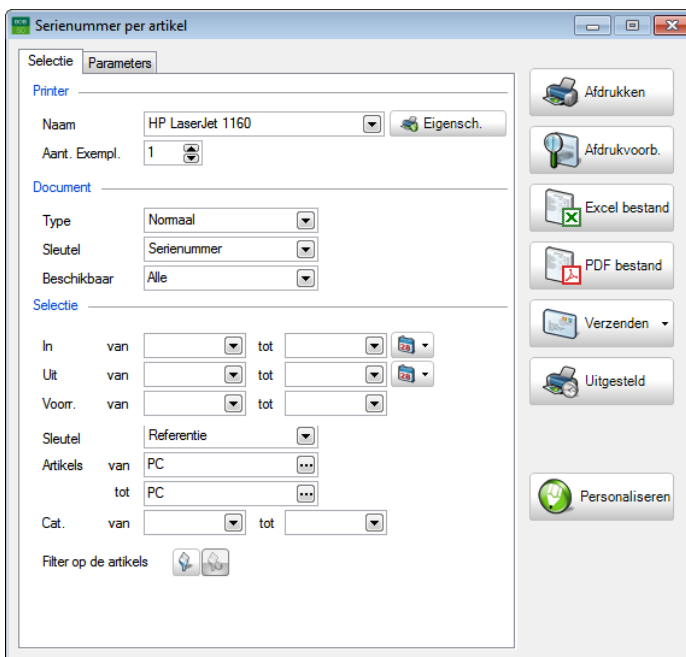 Serienummer per artikel
Selectie Parameters
Printer
Naam HP LaserJet 1160 Eigensch.
Aant. Exempl. 1
Document
Type Normaal
Sleutel Serienummer
Beschikbaar Alle
Selectie
In van tot
Uit van tot
Voorr. van tot
Sleutel Referentie
Artikels van PC
tot PC
Cat. van tot
Filter op de artikels
Afdrukken
Afdrukvoorb.
Excel bestand
PDF bestand
Verzenden
Uitgesteld
Personaliseren